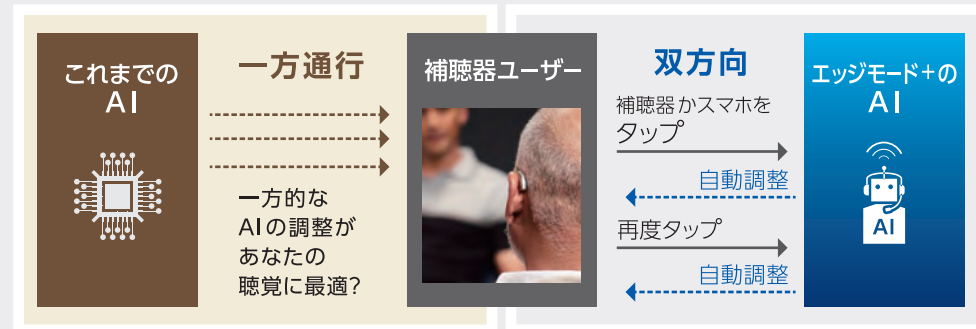 これまでの
AI
一方通行
一方的な
AIの調整が
あなたの
聴覚に最適?
補聴器ユーザー
双方向
補聴器かスマホを
タップ
自動調整
再度タップ
自動調整
エッジモード+の
AI
AI